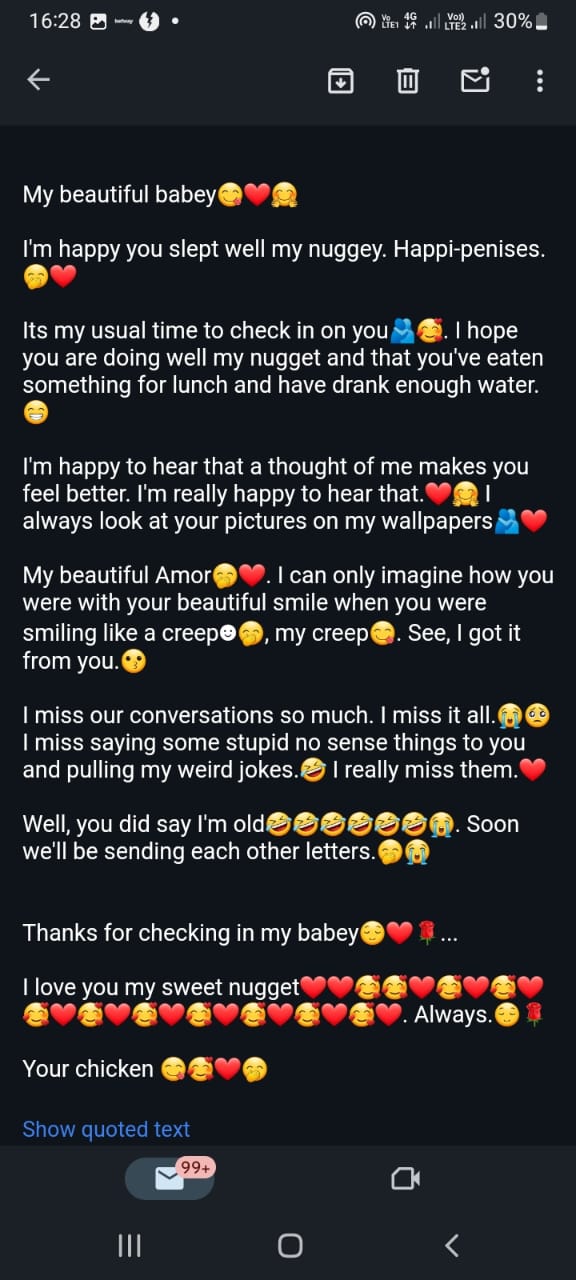 16:28
30%
My beautiful babey😋❤️🤗
I'm happy you slept well my nuggey. Happi-penises.
🤭❤️
Its my usual time to check in on you🫂🥰. I hope
you are doing well my nugget and that you've eaten
something for lunch and have drank enough water.
😁
I'm happy to hear that a thought of me makes you
feel better. I'm really happy to hear that.❤️🤗 I
always look at your pictures on my wallpapers🫂❤️
My beautiful Amor🤭❤️. I can only imagine how you
were with your beautiful smile when you were
smiling like a creep☻🤭, my creep😋. See, I got it
from you.😗
I miss our conversations so much. I miss it all.😭🥺
I miss saying some stupid no sense things to you
and pulling my weird jokes.🤣 I really miss them.❤️
Well, you did say I'm old🤣🤣🤣🤣🤣🤣😭. Soon
we'll be sending each other letters.🤭😭
Thanks for checking in my babey😌❤️🌹...
I love you my sweet nugget❤️❤️🥰🥰❤️🥰❤️🥰❤️
🥰❤️🥰❤️🥰❤️🥰❤️🥰❤️🥰❤️🥰❤️. Always.😌🌹
Your chicken 😋🥰❤️🤭
Show quoted text
99+